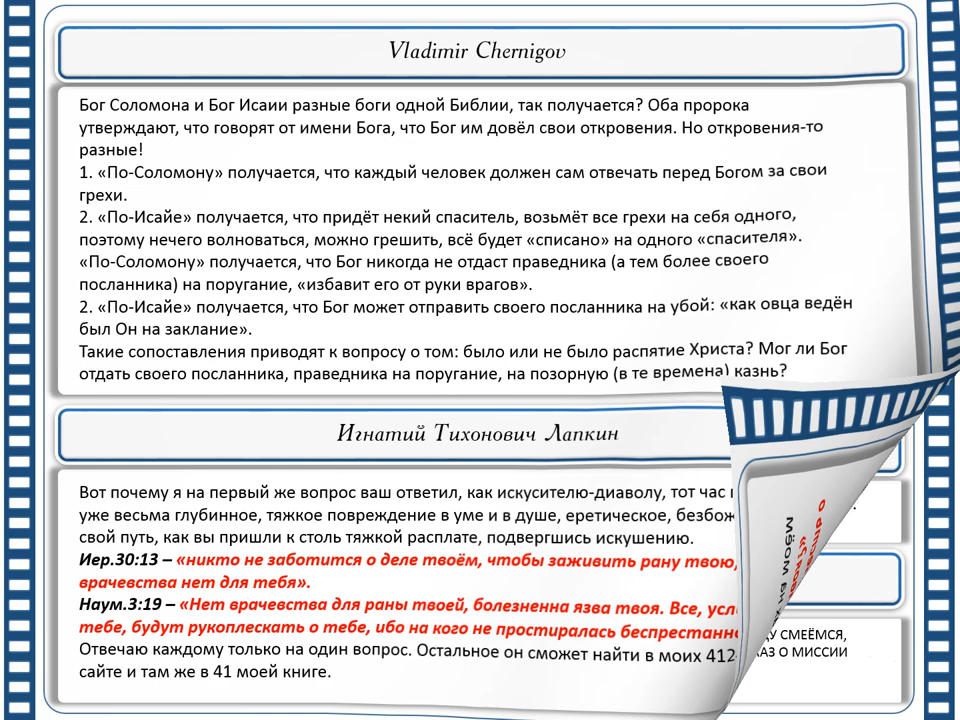 Vladimir Chernigov
Бог Соломона и Бог Исаии разные боги одной Библии, так получается? Оба пророка
утверждают, что говорят от имени Бога, что Бог им довёл свои откровения. Но откровения-то
разные!
1. «По-Соломону» получается, что каждый человек должен сам отвечать перед Богом за свои
грехи.
2. «По-Исайе» получается, что придёт некий спаситель, возьмёт все грехи на себя одного,
поэтому нечего волноваться, можно грешить, всё будет «списано» на одного «спасителя».
«По-Соломону» получается, что Бог никогда не отдаст праведника (а тем более своего
посланника) на поругание, «избавит его от руки врагов».
2. «По-Исайе» получается, что Бог может отправить своего посланника на убой: «как овца ведён
был Он на заклание».
Такие сопоставления приводят к вопросу о том: было или не было распятие Христа? Мог ли Бог
отдать своего посланника, праведника на поругание, на позорную (в те времена) казнь?
Игнатий Тихонович Лапкин
Вот почему я на первый же вопрос ваш ответил, как искусителю-диаволу, тот час
уже весьма глубинное, тяжкое повреждение в уме и в душе, еретическое,
свой путь, как вы пришли к столь тяжкой расплате, подвергшись искушению.
Иер.30:13 – «никто не заботится о деле твоём, чтобы заживить рану твою,
врачевства нет для тебя».
Наум.3:19 – «Нет врачевства для раны твоей, болезненна язва твоя. Все,
тебе, будут рукоплескать о тебе, ибо на кого не простиралась
Отвечаю каждому только на один вопрос. Остальное он сможет найти в моих 412
сайте и там же в 41 моей книге.
СМЕЁМСЯ,
О МИССИИ